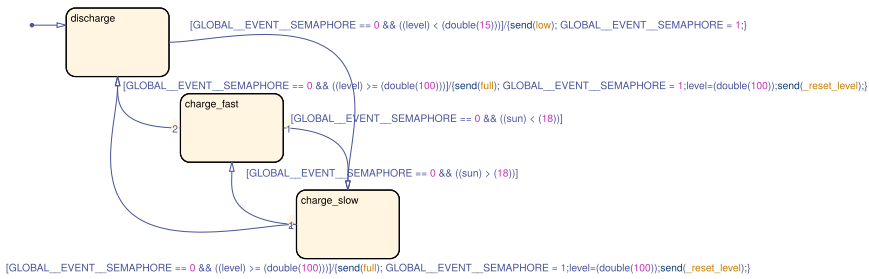 discharge
[GLOBAL__EVENT__SEMAPHORE == 0 && ((level) < (double(15)))]/{send(low); GLOBAL__EVENT__SEMAPHORE = 1;}
[GLOBAL__EVENT__SEMAPHORE == 0 && ((level) >= (double(100)))]/{send(full); GLOBAL__EVENT__SEMAPHORE = 1;level=(double(100));send(_reset_level);}
charge_fast
2
1
[GLOBAL__EVENT__SEMAPHORE == 0 && ((sun) < (18))]
[GLOBAL__EVENT__SEMAPHORE == 0 && ((sun) > (18))]
charge_slow
1
[GLOBAL__EVENT__SEMAPHORE == 0 && ((level) >= (double(100)))]/{send(full); GLOBAL__EVENT__SEMAPHORE = 1;level=(double(100));send(_reset_level);}